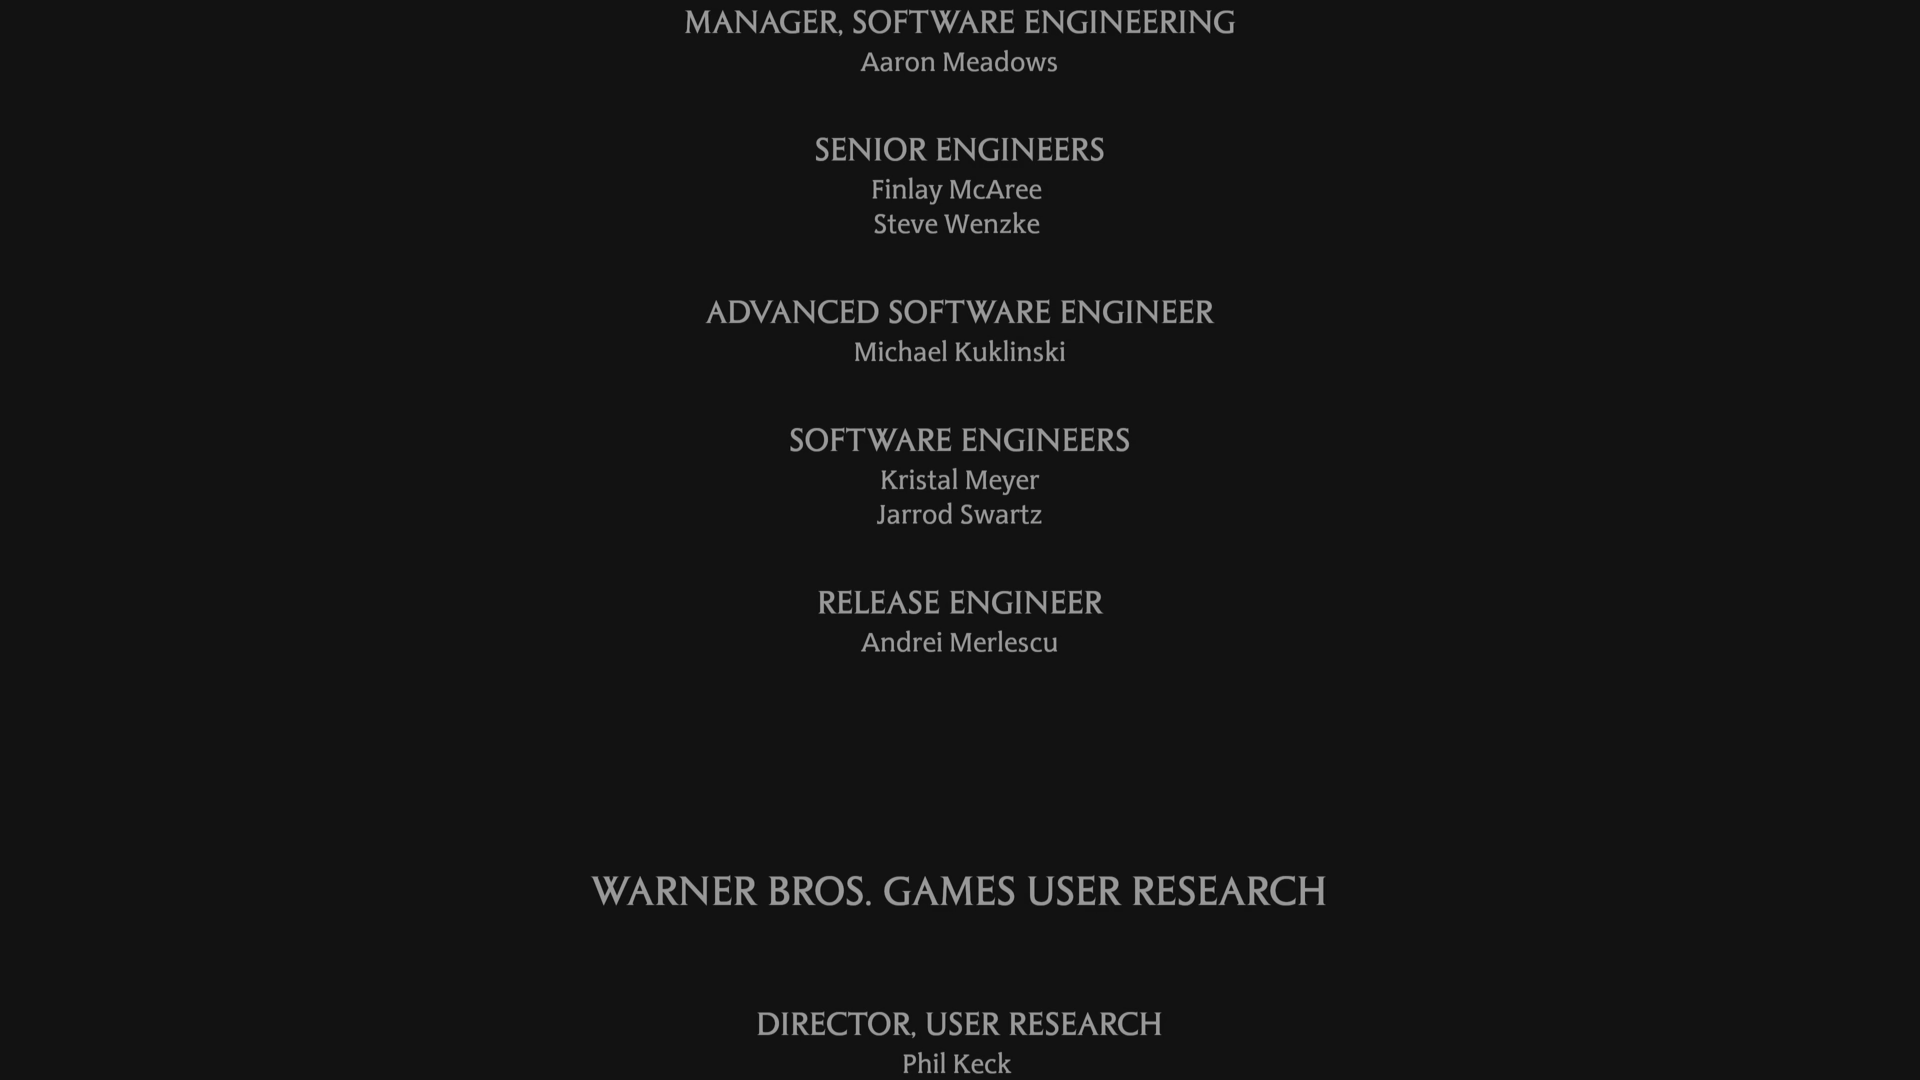 MANAGER, SOFTWARE ENGINEERING
Aaron Meadows
SENIOR ENGINEERS
Finlay McAree
Steve Wenzke
ADVANCED SOFTWARE ENGINEER
Michael Kuklinski
SOFTWARE ENGINEERS
Kristal Meyer
Jarrod Swartz
RELEASE ENGINEER
Andrei Merlescu
WARNER BROS. GAMES USER RESEARCH
DIRECTOR, USER RESEARCH
Phil Keck